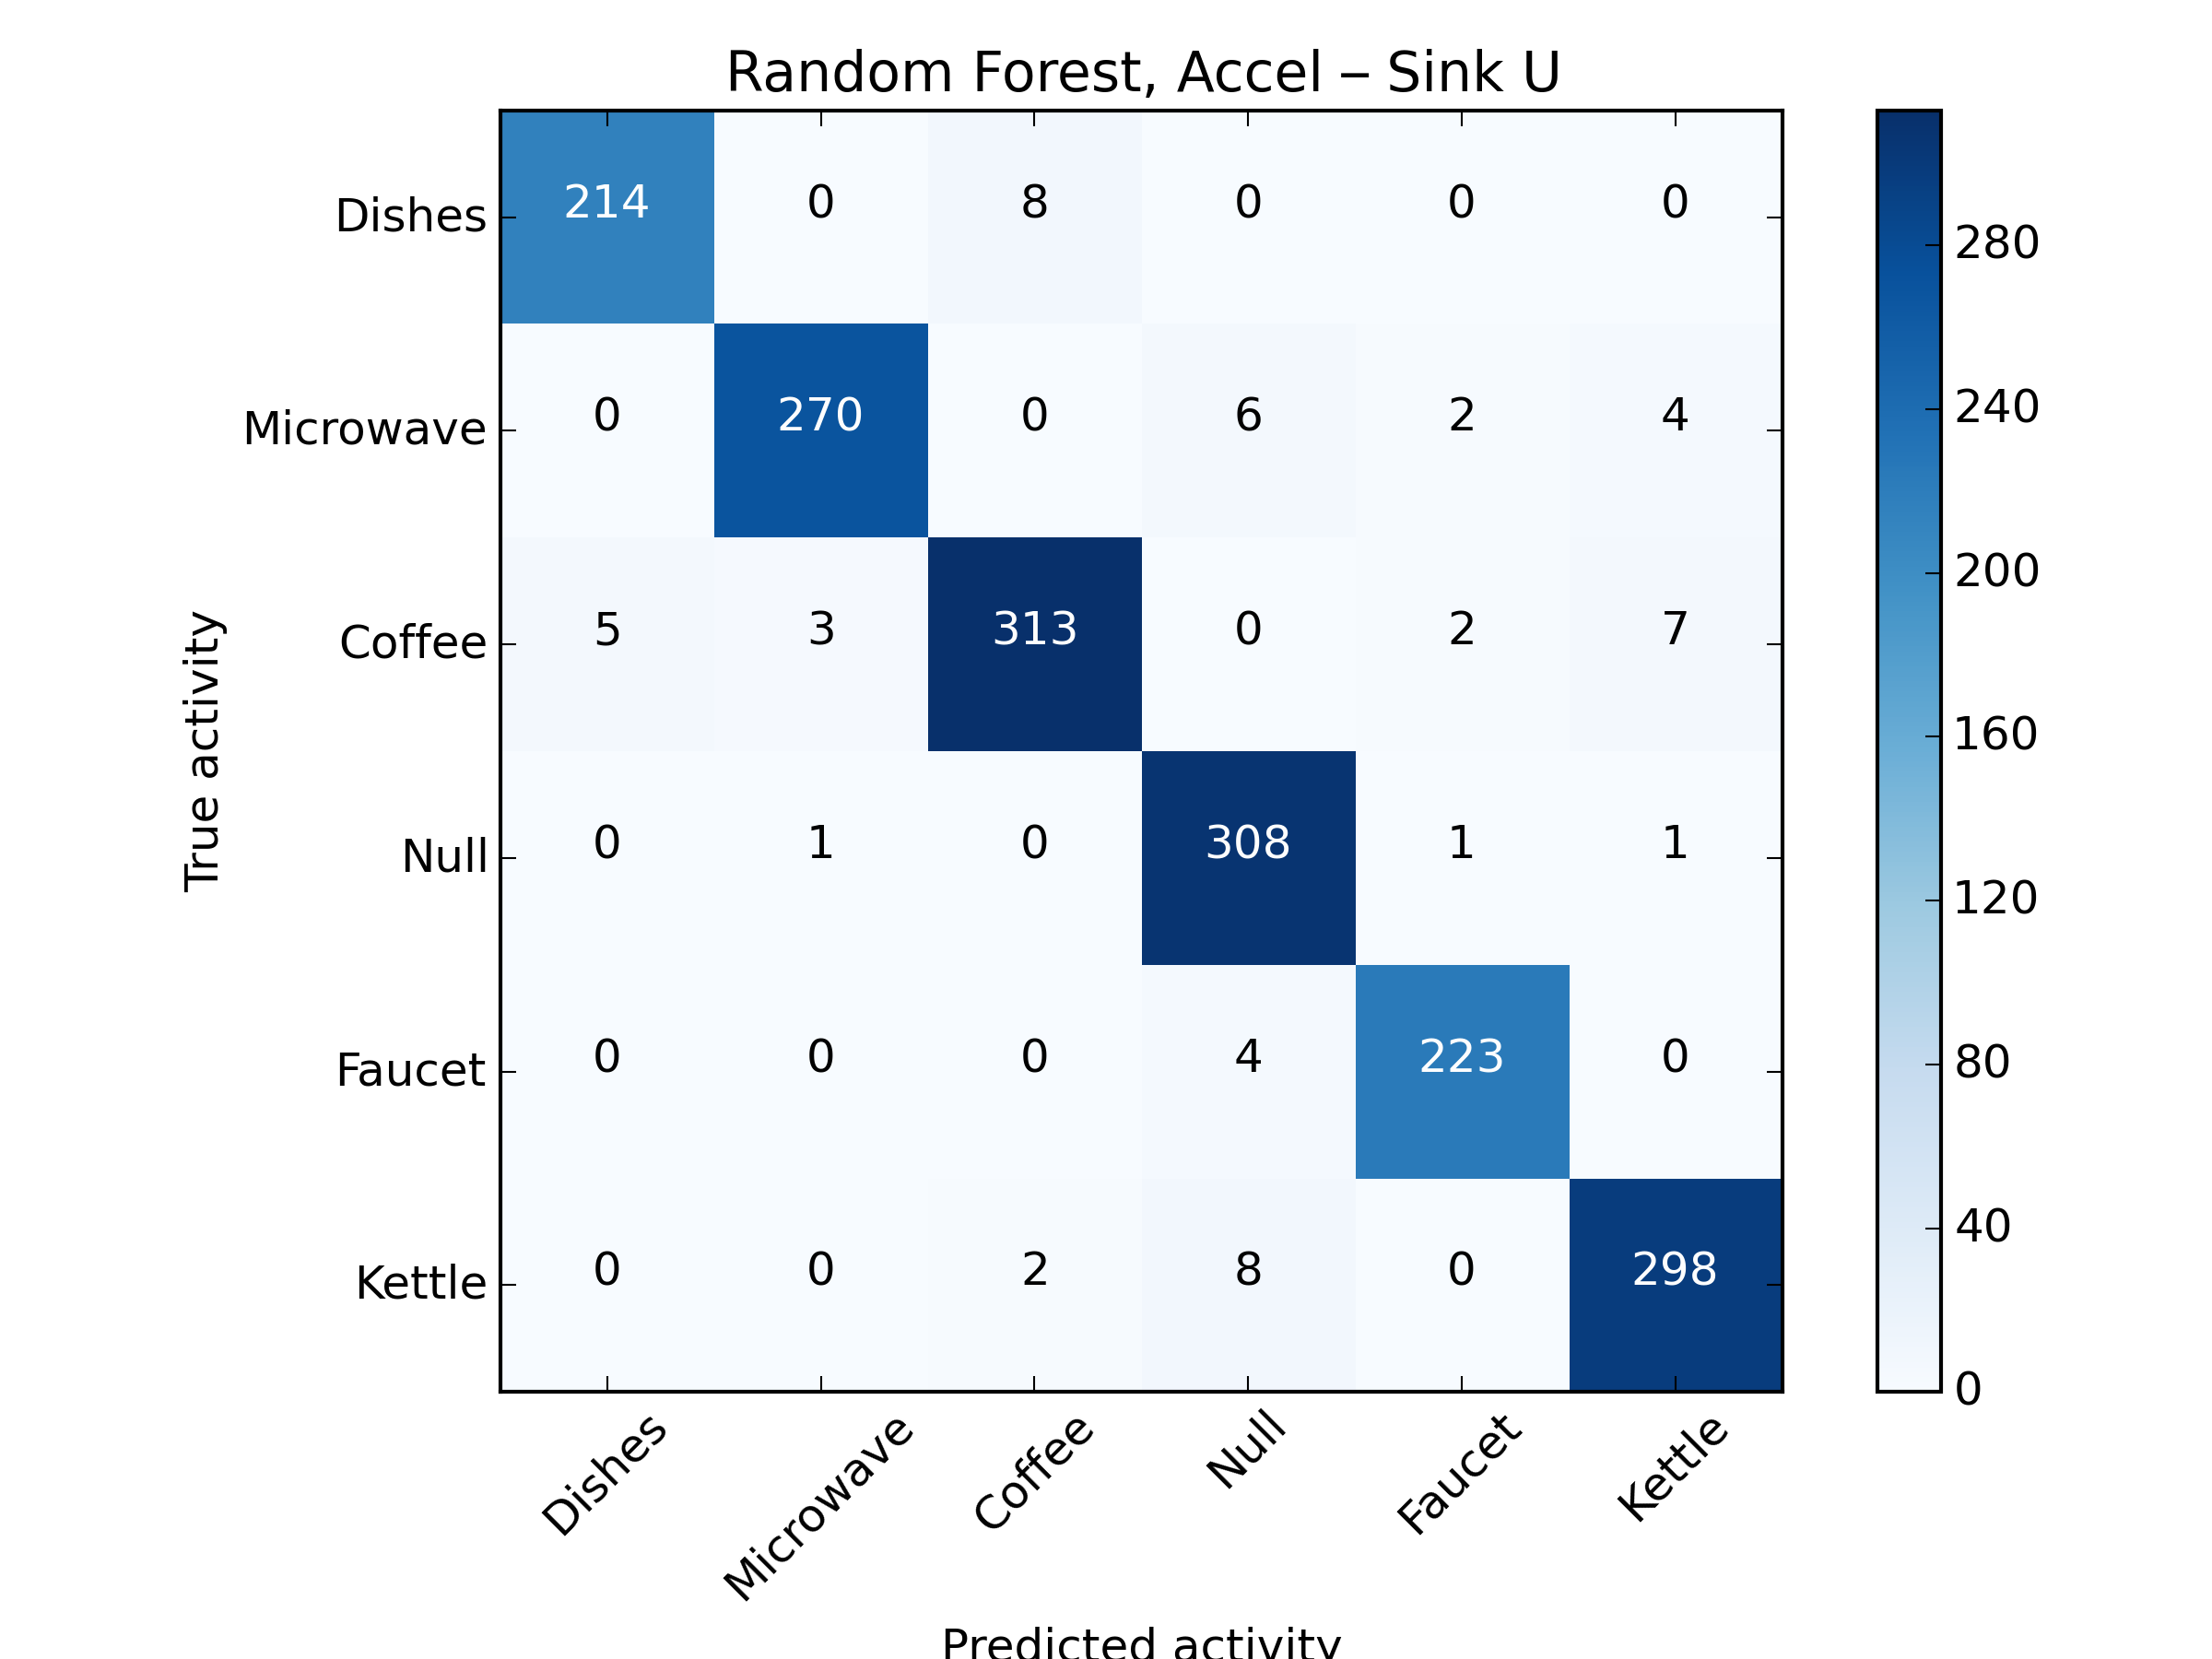 Random Forest, Accel – Sink U
Dishes 214 0 8 0 0 0
Microwave 0 270 0 6 2 4
Coffee 5 3 313 0 2 7
Null 0 1 0 308 1 1
Faucet 0 0 0 4 223 0
Kettle 0 0 2 8 0 298
True activity
Dishes Microwave Coffee Null Faucet Kettle
Predicted activity
280
240
200
160
120
80
40
0